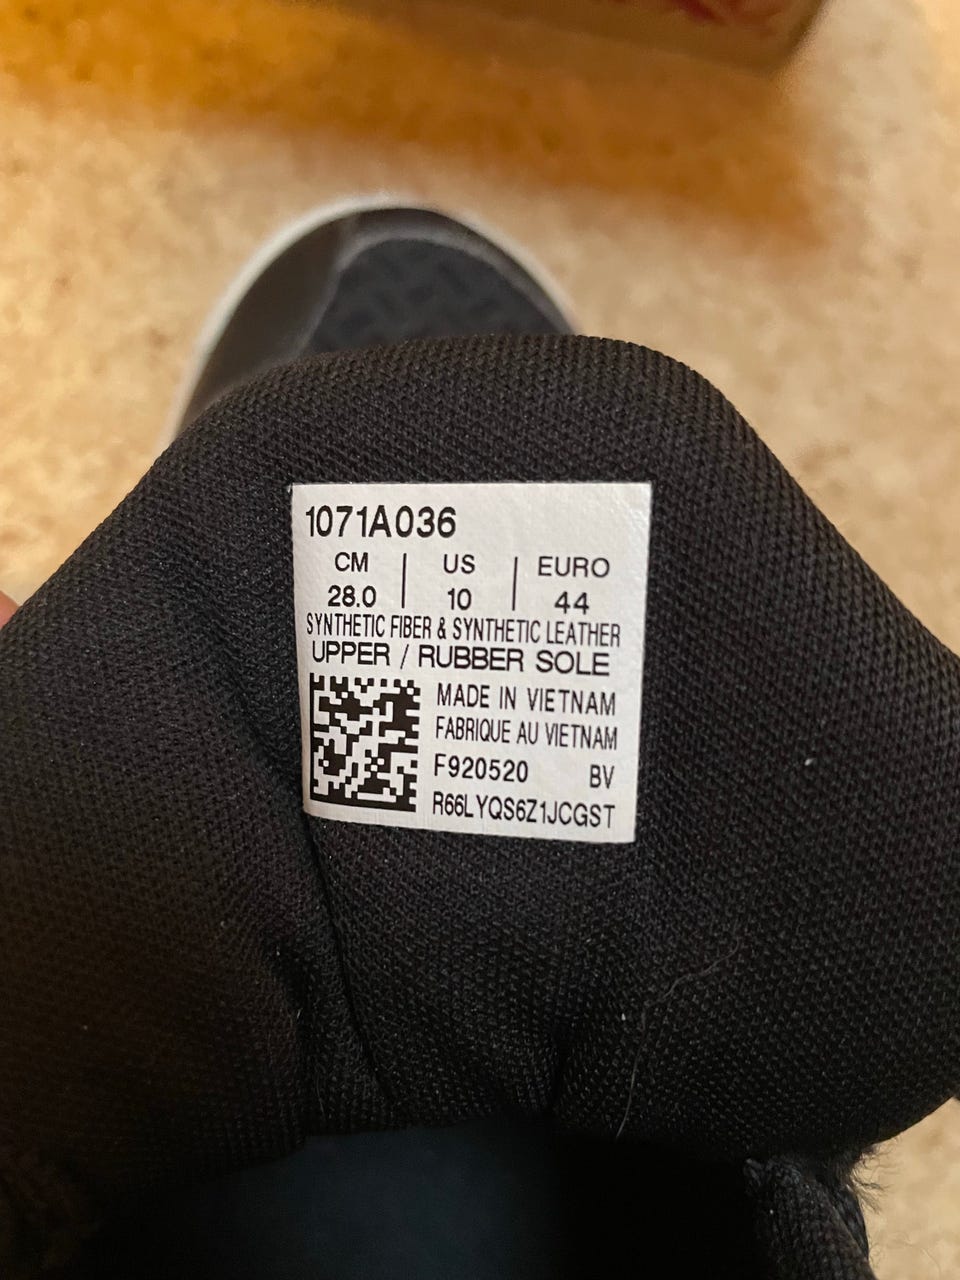 1071A036
CM | US | EURO
28.0 | 10 | 44
SYNTHETIC FIBER & SYNTHETIC LEATHER
UPPER / RUBBER SOLE
MADE IN VIETNAM
FABRIQUE AU VIETNAM
F920520 BV
R66LYQS6Z1JCGST